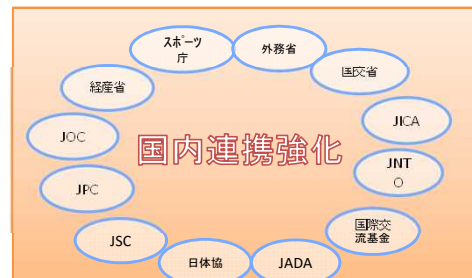 スポーツ
庁
外務省
国交省
経産省
JICA
JOC
国内連携強化
JNT
O
JPC
国際交
流基金
JSC
日体協
JADA